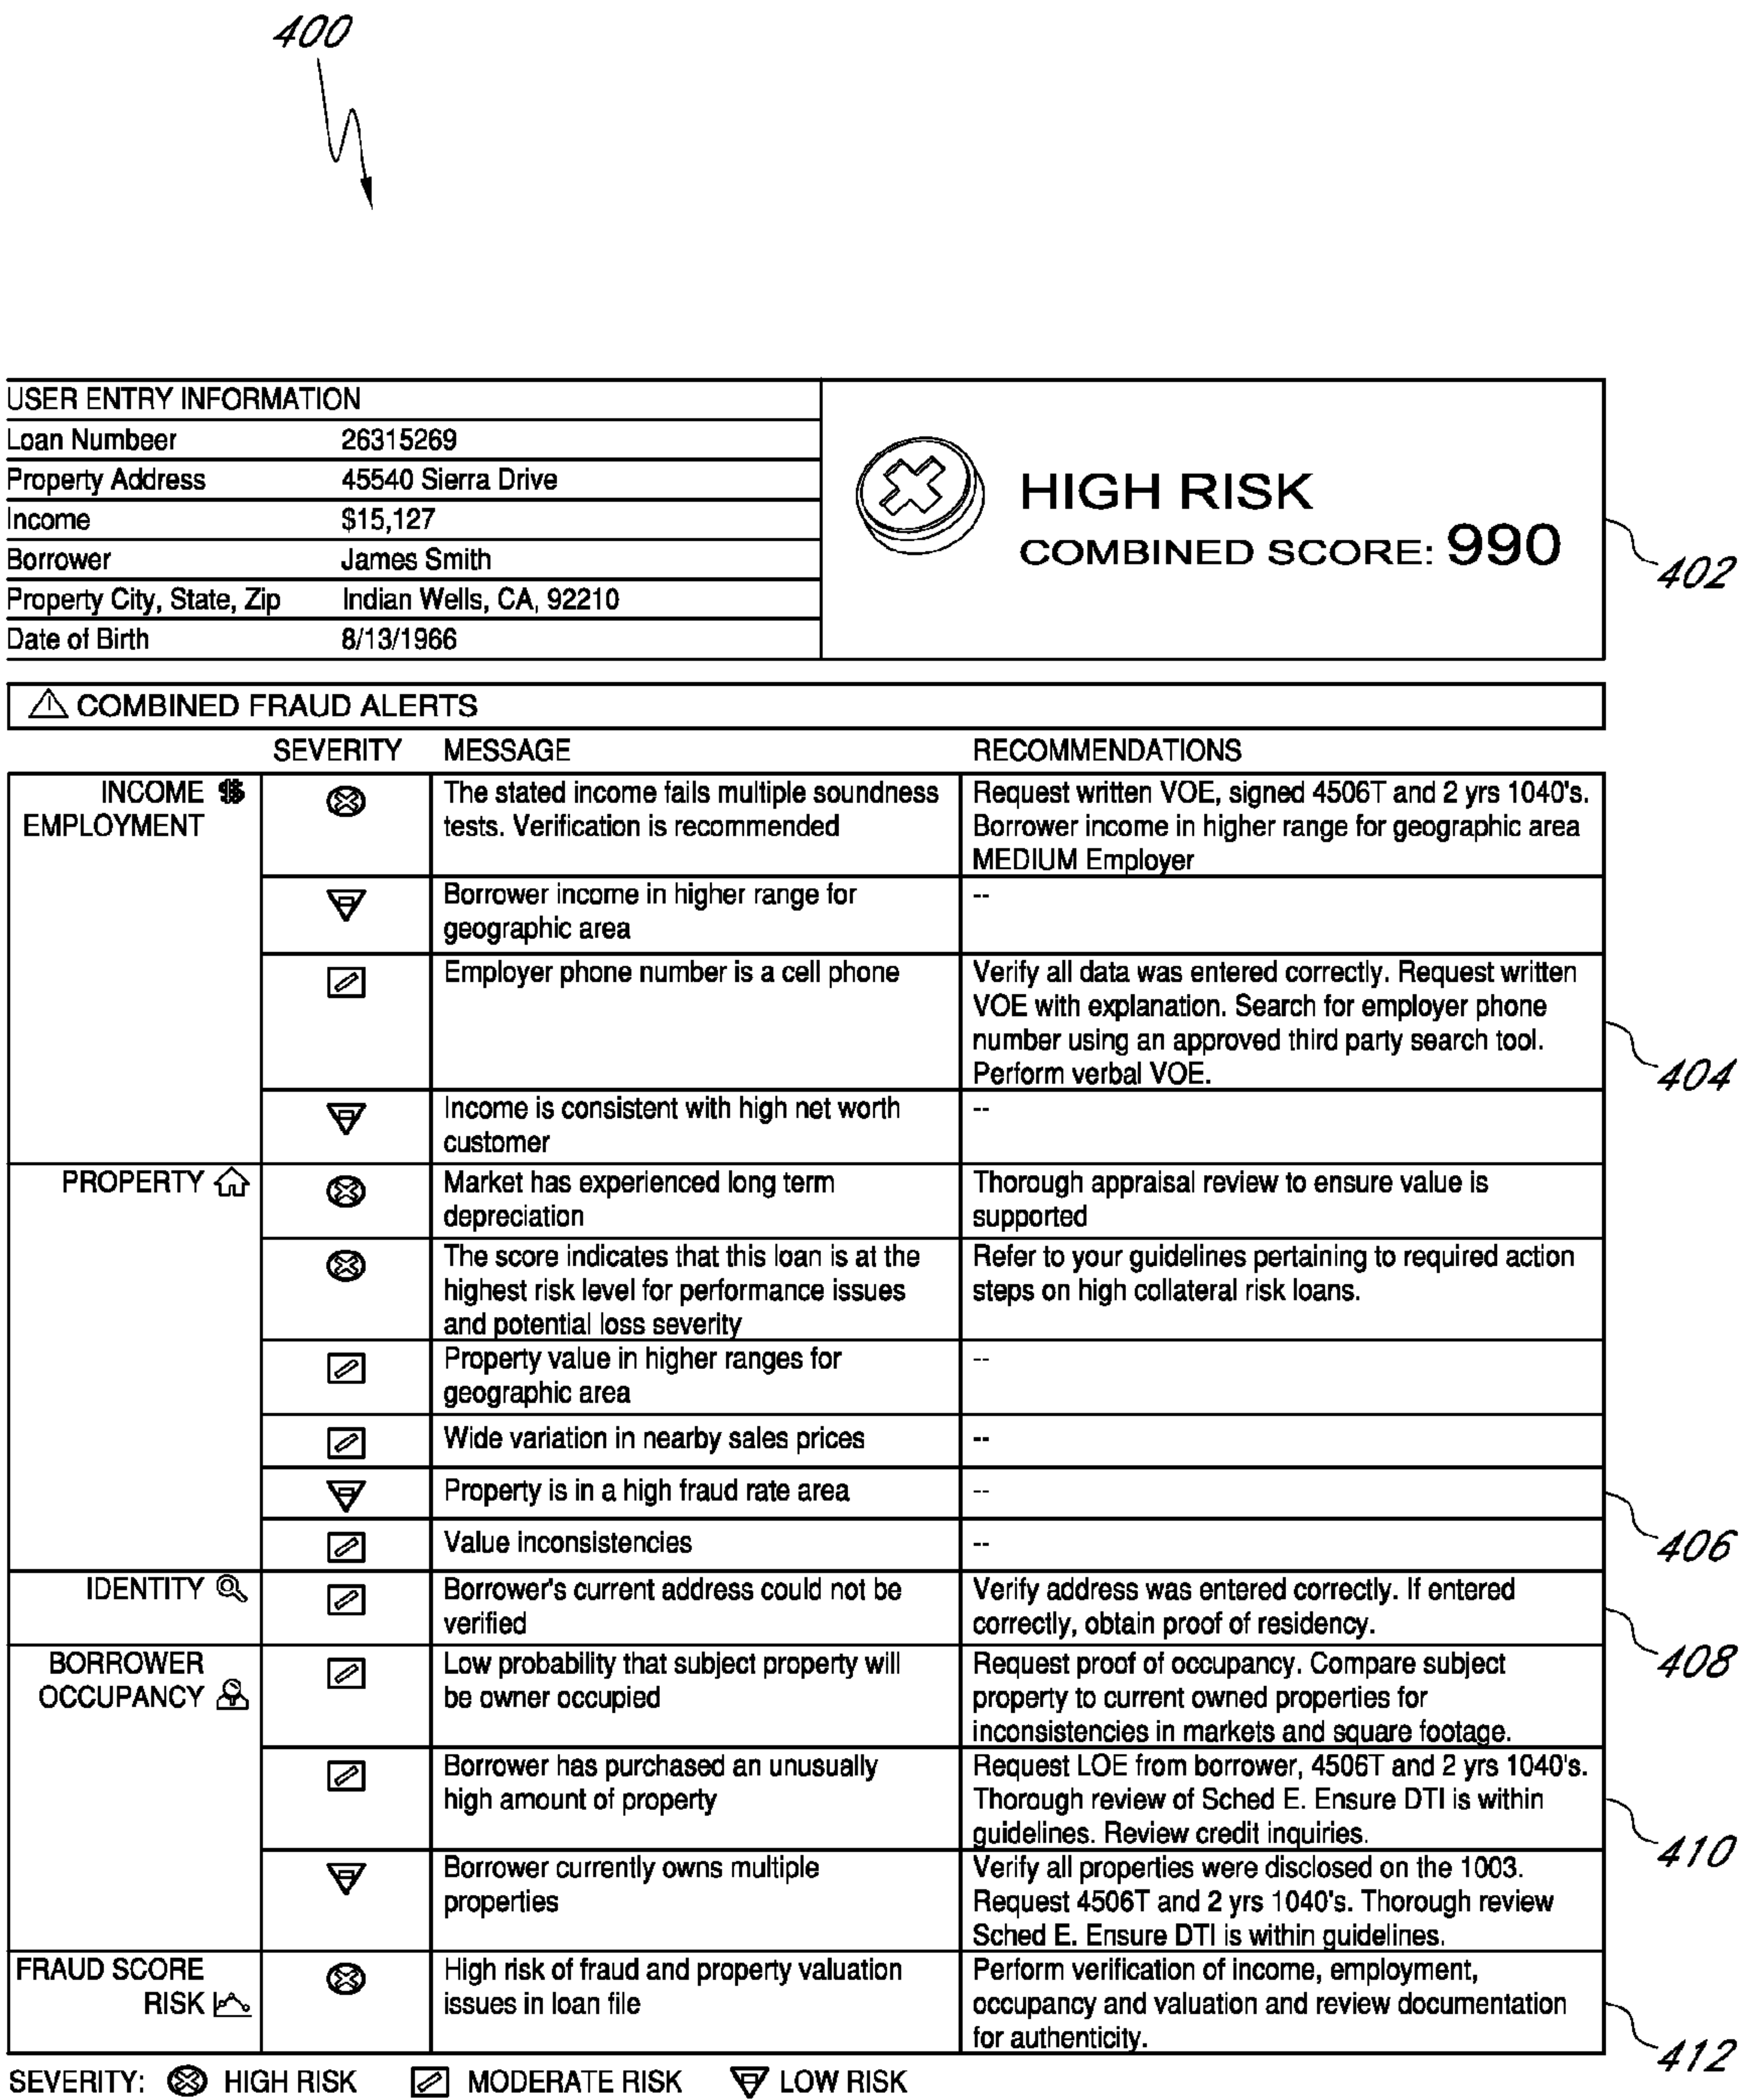 400
USER ENTRY INFORMATION
Loan Numbeer 26315269
Property Address 45540 Sierra Drive
Income $15,127
Borrower James Smith
Property City, State, Zip Indian Wells, CA, 92210
Date of Birth 8/13/1966
HIGH RISK
COMBINED SCORE: 990
402
COMBINED FRAUD ALERTS
SEVERITY MESSAGE RECOMMENDATIONS
INCOME $
EMPLOYMENT
The stated income fails multiple soundness
tests. Verification is recommended
Request written VOE, signed 4506T and 2 yrs 1040's.
Borrower income in higher range for geographic area
MEDIUM Employer
Borrower income in higher range for
geographic area
--
Employer phone number is a cell phone
Verify all data was entered correctly. Request written
VOE with explanation. Search for employer phone
number using an approved third party search tool.
Perform verbal VOE.
404
Income is consistent with high net worth
customer
--
PROPERTY
Market has experienced long term
depreciation
Thorough appraisal review to ensure value is
supported
The score indicates that this loan is at the
highest risk level for performance issues
and potential loss severity
Refer to your guidelines pertaining to required action
steps on high collateral risk loans.
Property value in higher ranges for
geographic area
--
Wide variation in nearby sales prices
--
Property is in a high fraud rate area
--
406
Value inconsistencies
--
IDENTITY
Borrower's current address could not be
verified
Verify address was entered correctly. If entered
correctly, obtain proof of residency.
408
BORROWER
OCCUPANCY
Low probability that subject property will
be owner occupied
Request proof of occupancy. Compare subject
property to current owned properties for
inconsistencies in markets and square footage.
Borrower has purchased an unusually
high amount of property
Request LOE from borrower, 4506T and 2 yrs 1040's.
Thorough review of Sched E. Ensure DTI is within
guidelines. Review credit inquiries.
410
Borrower currently owns multiple
properties
Verify all properties were disclosed on the 1003.
Request 4506T and 2 yrs 1040's. Thorough review
Sched E. Ensure DTI is within guidelines.
FRAUD SCORE
RISK
High risk of fraud and property valuation
issues in loan file
Perform verification of income, employment,
occupancy and valuation and review documentation
for authenticity.
412
SEVERITY: HIGH RISK MODERATE RISK LOW RISK